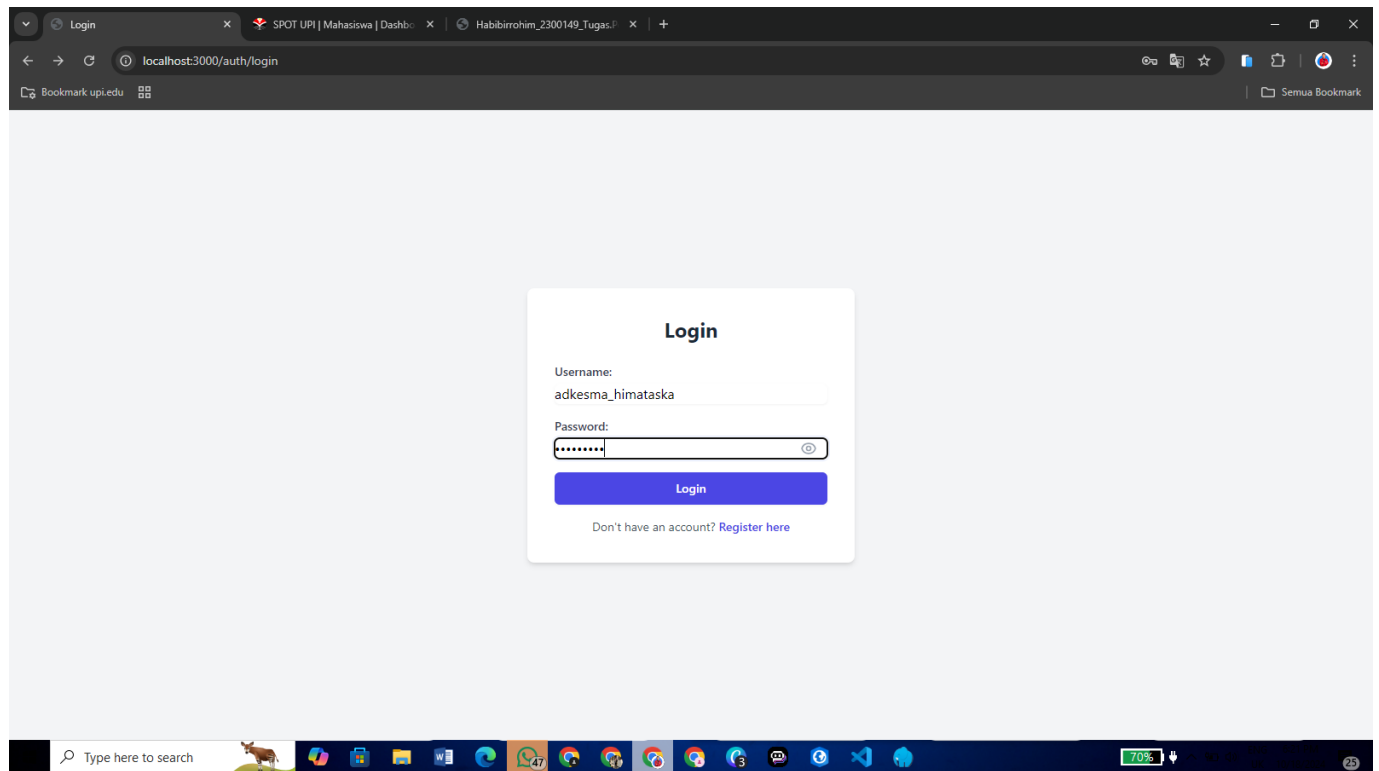 Login
SPOT UPI | Mahasiswa | Dashbo
Habibirrohim_2300149_Tugas.P
localhost:3000/auth/login
Bookmark upi.edu
Semua Bookmark
Login
Username:
adkesma_himataska
Password:
•••••••••
Login
Don't have an account? Register here
Type here to search
47
3
70%
25